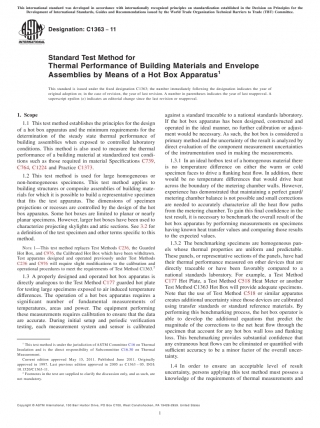 This international standard was developed in accordance with internationally recognized principles on standardization established in the Decision on Principles for the
Development of International Standards, Guides and Recommendations issued by the World Trade Organization Technical Barriers to Trade (TBT) Committee.
Designation: C1363 − 11
Standard Test Method for
Thermal Performance of Building Materials and Envelope
Assemblies by Means of a Hot Box Apparatus1
This standard is issued under the fixed designation C1363; the number immediately following the designation indicates the year of
original adoption or, in the case of revision, the year of last revision. A number in parentheses indicates the year of last reapproval. A
superscript epsilon (ε) indicates an editorial change since the last revision or reapproval.
1. Scope
1.1 This test method establishes the principles for the design
of a hot box apparatus and the minimum requirements for the
determination of the steady state thermal performance of
building assemblies when exposed to controlled laboratory
conditions. This method is also used to measure the thermal
performance of a building material at standardized test condi-
tions such as those required in material Specifications C739,
C764, C1224 and Practice C1373.
1.2 This test method is used for large homogeneous or
non-homogeneous specimens. This test method applies to
building structures or composite assemblies of building mate-
rials for which it is possible to build a representative specimen
that fits the test apparatus. The dimensions of specimen
projections or recesses are controlled by the design of the hot
box apparatus. Some hot boxes are limited to planar or nearly
planar specimens. However, larger hot boxes have been used to
characterize projecting skylights and attic sections. See 3.2 for
a definition of the test specimen and other terms specific to this
method.
NOTE 1—This test method replaces Test Methods C236, the Guarded
Hot Box, and C976, the Calibrated Hot Box which have been withdrawn.
Test apparatus designed and operated previously under Test Methods
C236 and C976 will require slight modifications to the calibration and
operational procedures to meet the requirements of Test Method C1363.2
1.3 A properly designed and operated hot box apparatus is
directly analogous to the Test Method C177 guarded hot plate
for testing large specimens exposed to air induced temperature
differences. The operation of a hot box apparatus requires a
significant number of fundamental measurements of
temperatures, areas and power. The equipment performing
these measurements requires calibration to ensure that the data
are accurate. During initial setup and periodic verification
testing, each measurement system and sensor is calibrated
against a standard traceable to a national standards laboratory.
If the hot box apparatus has been designed, constructed and
operated in the ideal manner, no further calibration or adjust-
ment would be necessary. As such, the hot box is considered a
primary method and the uncertainty of the result is analyzed by
direct evaluation of the component measurement uncertainties
of the instrumentation used in making the measurements.
1.3.1 In an ideal hotbox test of a homogenous material there
is no temperature difference on either the warm or cold
specimen faces to drive a flanking heat flow. In addition, there
would be no temperature differences that would drive heat
across the boundary of the metering chamber walls. However,
experience has demonstrated that maintaining a perfect guard/
metering chamber balance is not possible and small corrections
are needed to accurately characterize all the heat flow paths
from the metering chamber. To gain this final confidence in the
test result, it is necessary to benchmark the overall result of the
hot box apparatus by performing measurements on specimens
having known heat transfer values and comparing those results
to the expected values.
1.3.2 The benchmarking specimens are homogeneous pan-
els whose thermal properties are uniform and predictable.
These panels, or representative sections of the panels, have had
their thermal performance measured on other devices that are
directly traceable or have been favorably compared to a
national standards laboratory. For example, a Test Method
C177 Hot Plate, a Test Method C518 Heat Meter or another
Test Method C1363 Hot Box will provide adequate specimens.
Note that the use of Test Method C518 or similar apparatus
creates additional uncertainty since those devices are calibrated
using transfer standards or standard reference materials. By
performing this benchmarking process, the hot box operator is
able to develop the additional equations that predict the
magnitude of the corrections to the net heat flow through the
specimen that account for any hot box wall loss and flanking
loss. This benchmarking provides substantial confidence that
any extraneous heat flows can be eliminated or quantified with
sufficient accuracy to be a minor factor of the overall uncer-
tainty.
1.4 In order to ensure an acceptable level of result
uncertainty, persons applying this test method must possess a
knowledge of the requirements of thermal measurements and
1 This test method is under the jurisdiction of ASTM Committee C16 on Thermal
Insulation and is the direct responsibility of Subcommittee C16.30 on Thermal
Measurement.
Current edition approved May 15, 2011. Published June 2011. Originally
approved in 1997. Last previous edition approved in 2005 as C1363 – 05. DOI:
10.1520/C1363-11.
2 Footnotes in the text are supplied to clarify the discussion only, and as such, are
not mandatory.
Copyright © ASTM International, 100 Barr Harbor Drive, PO Box C700, West Conshohocken, PA 19428-2959. United States
1